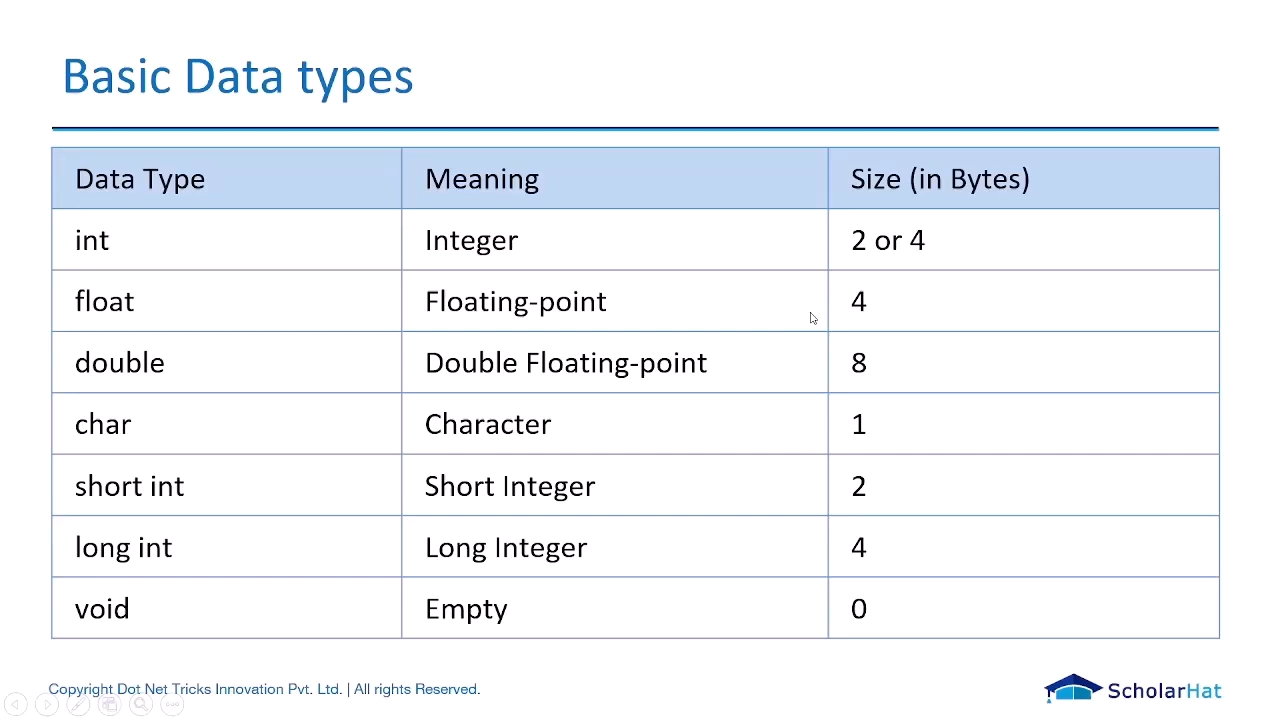 Basic Data types
Data Type Meaning Size (in Bytes)
int Integer 2 or 4
float Floating-point 4
double Double Floating-point 8
char Character 1
short int Short Integer 2
long int Long Integer 4
void Empty 0
Copyright Dot Net Tricks Innovation Pvt. Ltd. | All rights Reserved.
ScholarHat